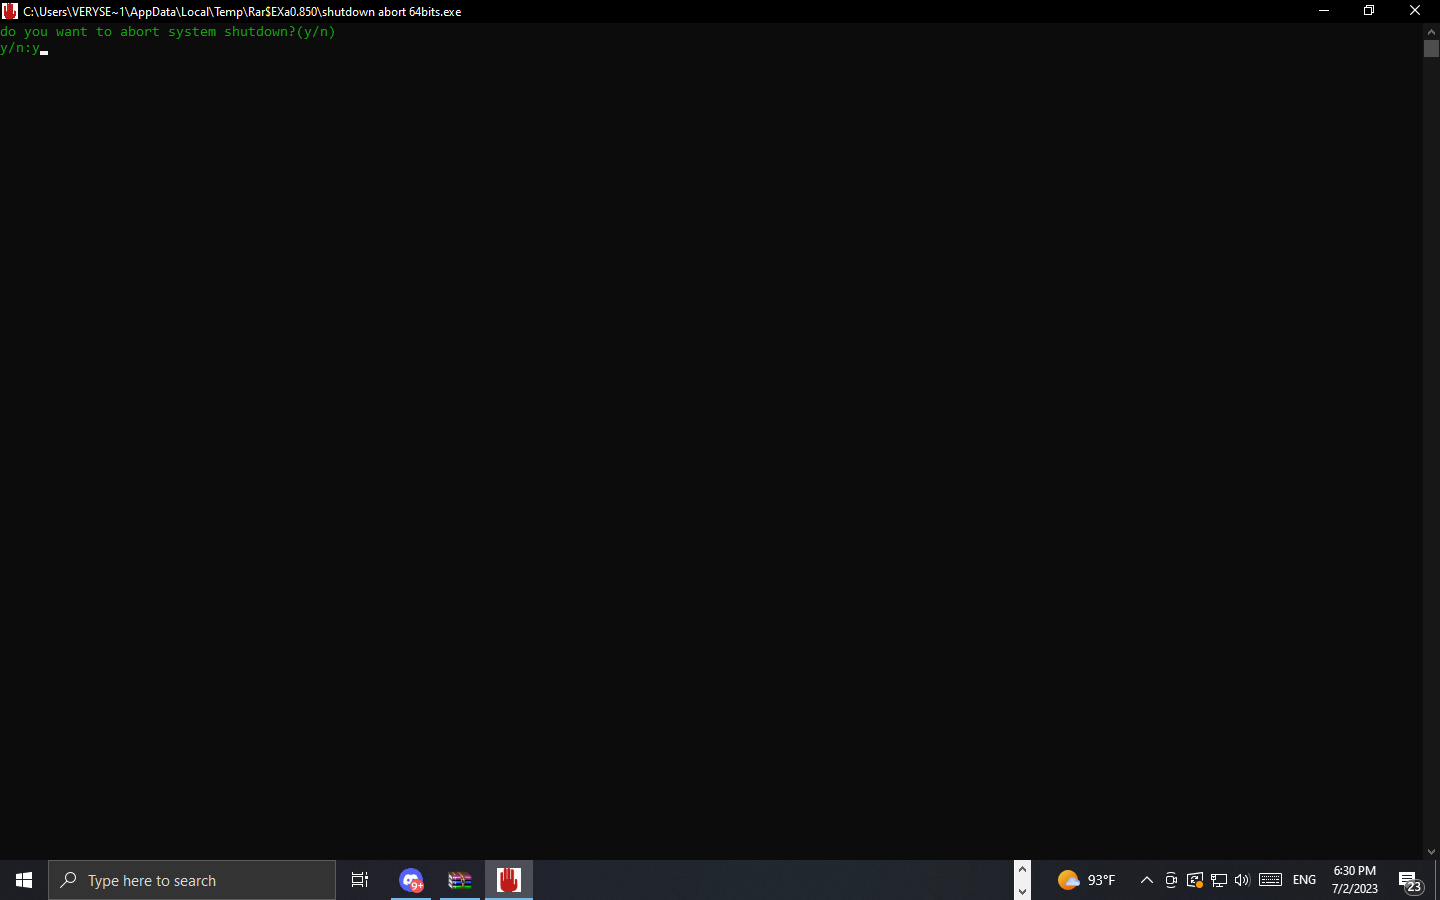 C:\Users\VERYSE~1\AppData\Local\Temp\Rar$EXa0.850\shutdown abort 64bits.exe
do you want to abort system shutdown?(y/n)
y/n:y
Type here to search
9+
93°F
ENG
6:30 PM
7/2/2023
23